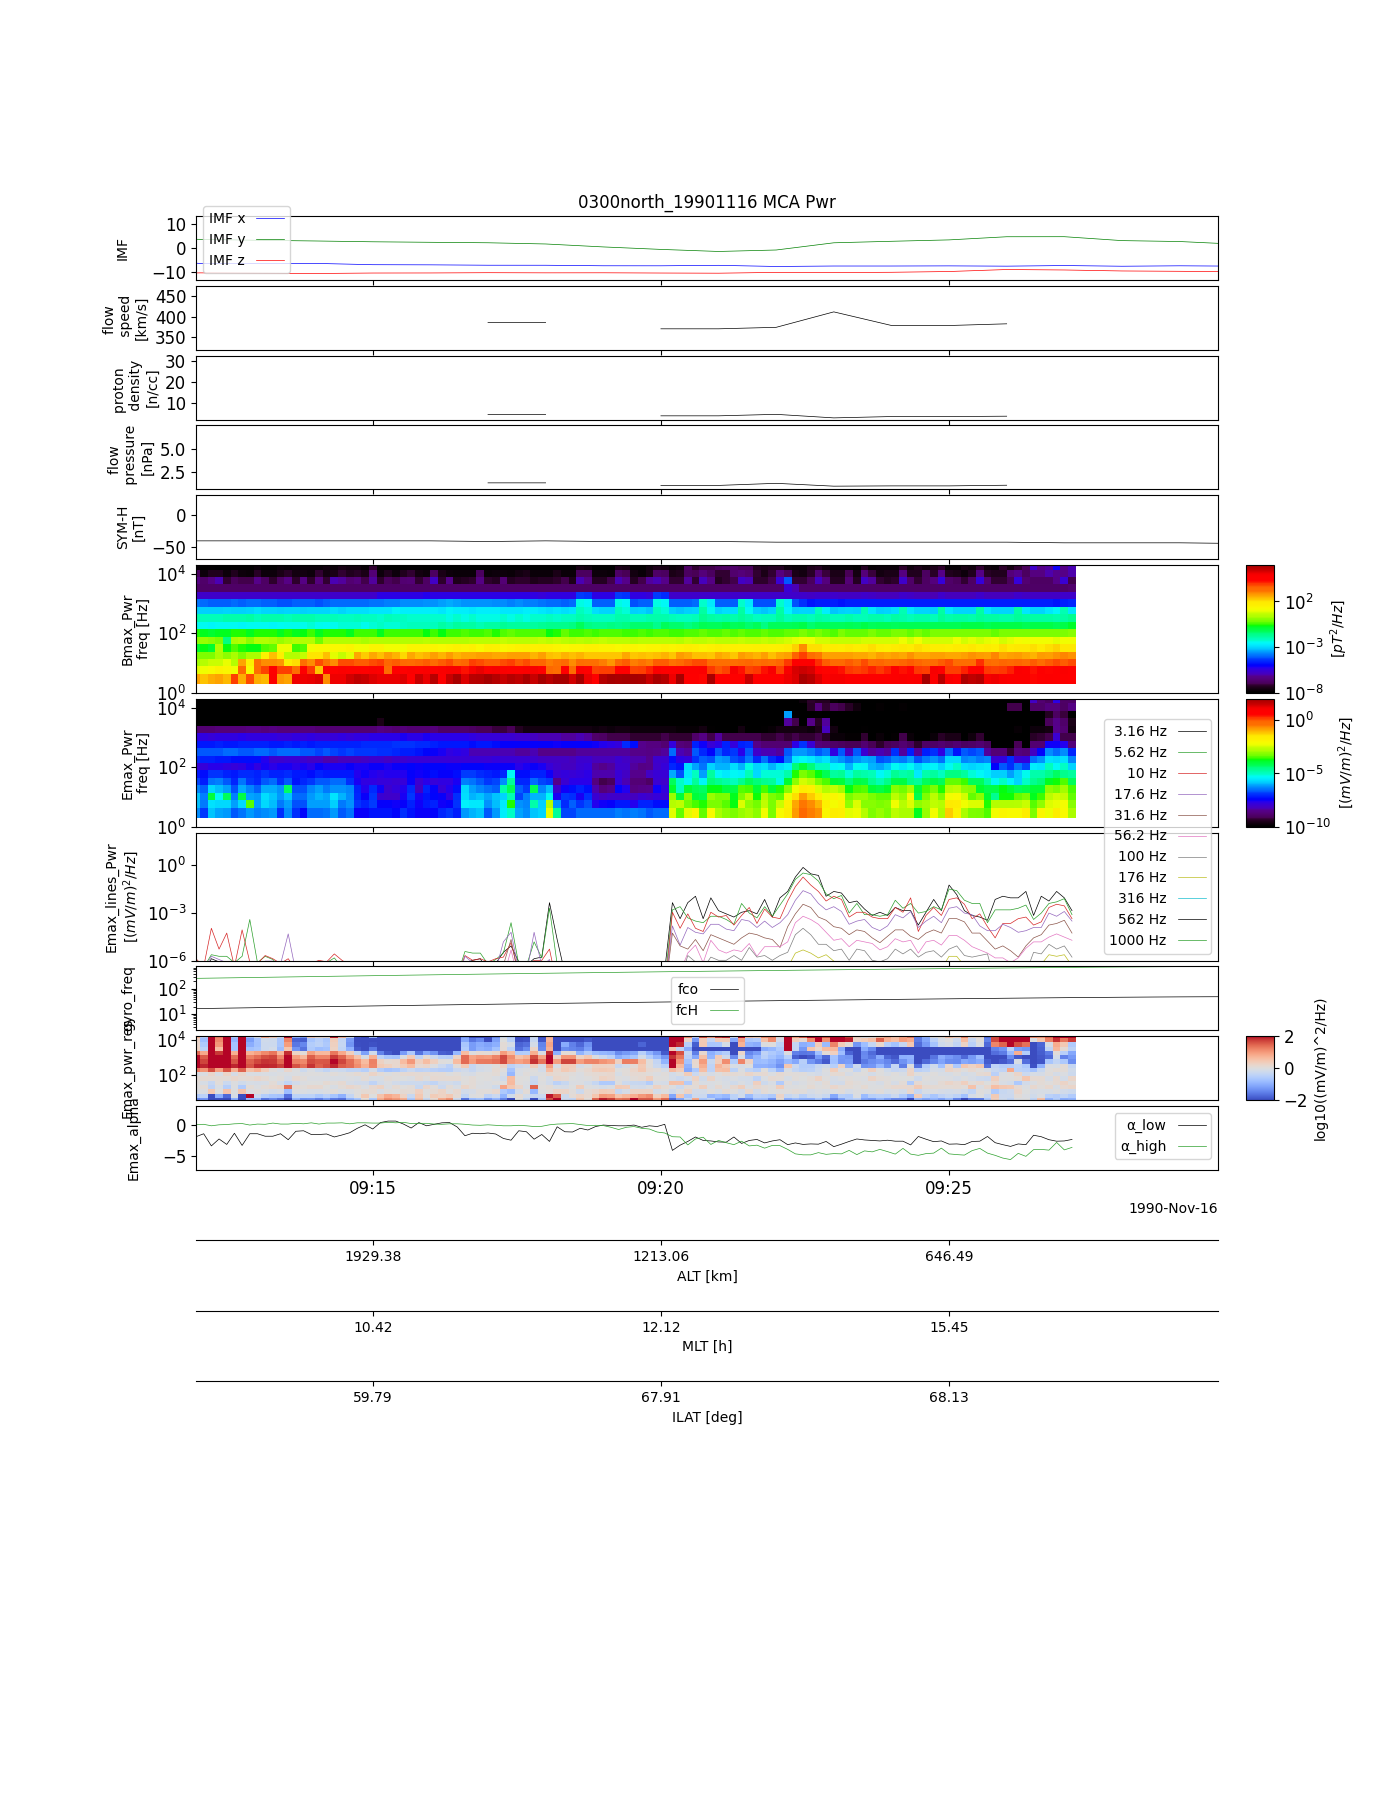 0300north_19901116 MCA Pwr
IMF
10
0
−10
IMF x
IMF y
IMF z
flow
speed
[km/s]
450
400
350
proton
density
[n/cc]
30
20
10
flow
pressure
[nPa]
5.0
2.5
SYM-H
[nT]
0
−50
Bmax_Pwr
freq [Hz]
10^4
10^2
10^0
10^2
10^-3
10^-8
[pT^2/Hz]
Emax_Pwr
freq [Hz]
10^4
10^2
10^0
10^0
10^-5
10^-10
[(mV/m)^2/Hz]
3.16 Hz
5.62 Hz
10 Hz
17.6 Hz
31.6 Hz
56.2 Hz
100 Hz
176 Hz
316 Hz
562 Hz
1000 Hz
Emax_lines_Pwr
[(mV/m)^2/Hz]
10^0
10^-3
10^-6
gyro_freq
10^2
10^1
fco
fcH
Emax_pwr_reg
10^4
10^2
2
0
−2
log10((mV/m)^2/Hz)
Emax_alpha
0
−5
α_low
α_high
09:15 09:20 09:25
1990-Nov-16
1929.38 1213.06 646.49
ALT [km]
10.42 12.12 15.45
MLT [h]
59.79 67.91 68.13
ILAT [deg]